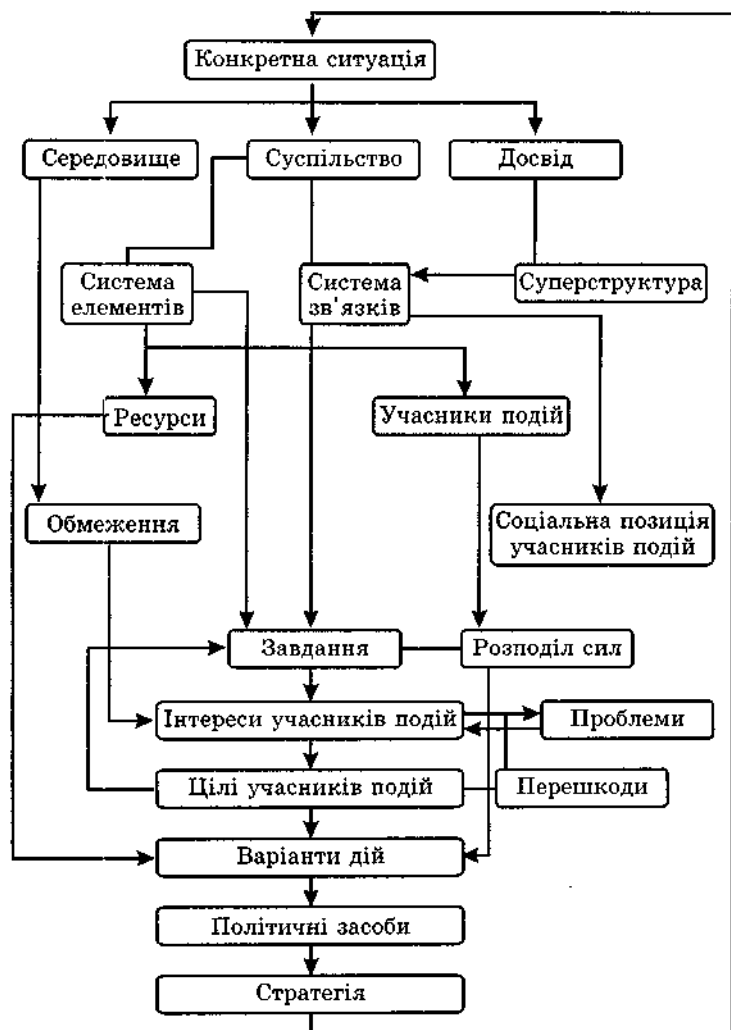 Конкретна ситуація
Середовище
Суспільство
Досвід
Система
елементів
Система
зв'язків
Суперструктура
Ресурси
Учасники подій
Обмеження
Соціальна позиція
учасників подій
Завдання
Розподіл сил
Інтереси учасників подій
Проблеми
Цілі учасників подій
Перешкоди
Варіанти дій
Політичні засоби
Стратегія